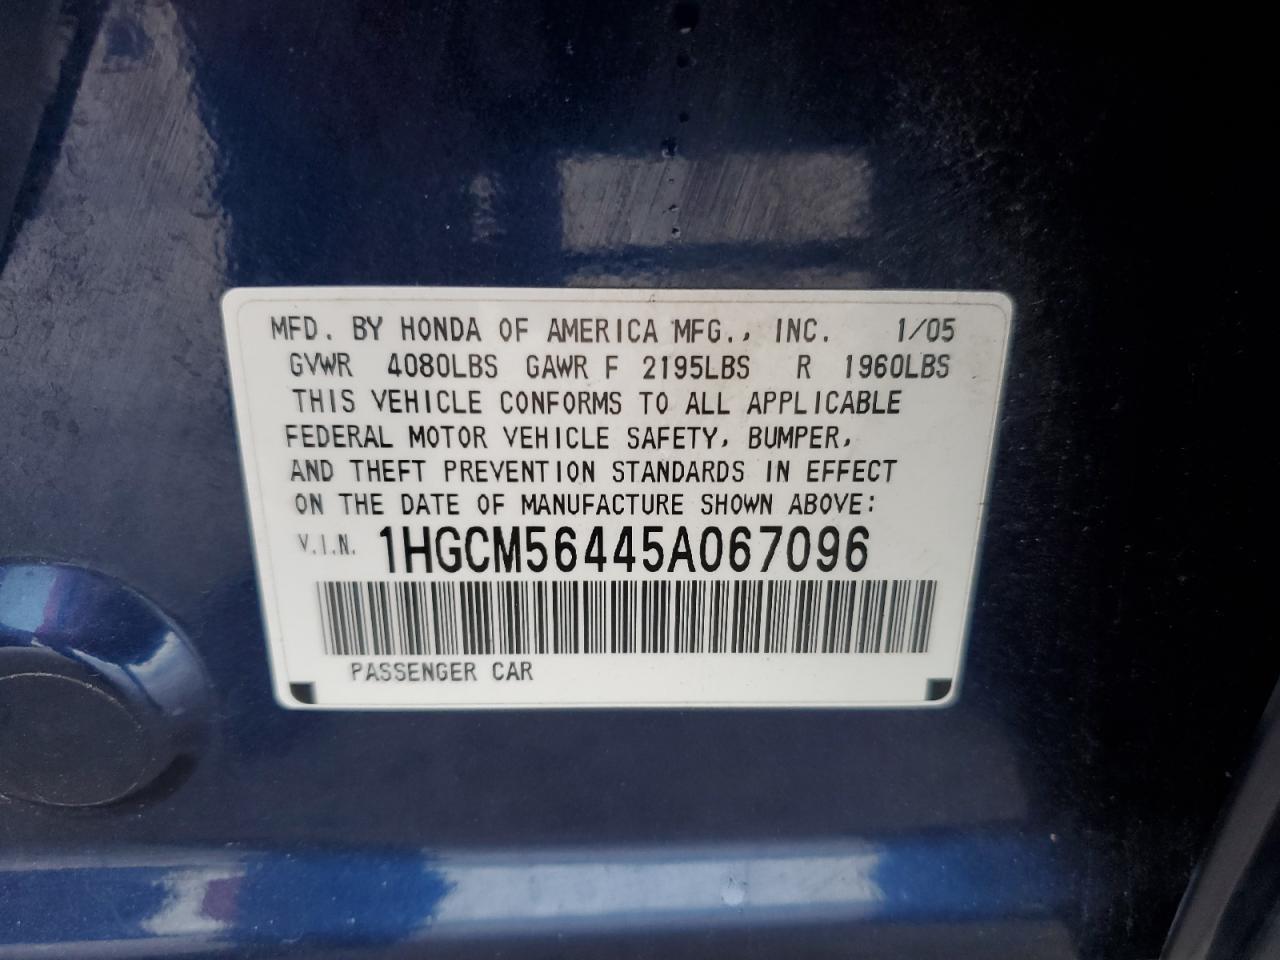 MFD. BY HONDA OF AMERICA MFG., INC. 1/05
GVWR 4080LBS GAWR F 2195LBS R 1960LBS
THIS VEHICLE CONFORMS TO ALL APPLICABLE
FEDERAL MOTOR VEHICLE SAFETY, BUMPER,
AND THEFT PREVENTION STANDARDS IN EFFECT
ON THE DATE OF MANUFACTURE SHOWN ABOVE:
V.I.N. 1HGCM56445A067096
PASSENGER CAR